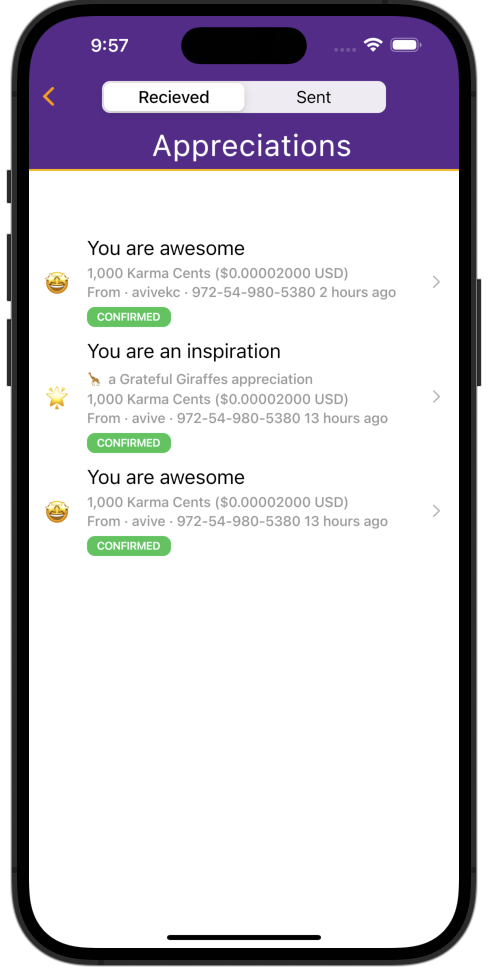 9:57
Recieved
Sent
Appreciations
You are awesome
1,000 Karma Cents ($0.00002000 USD)
From · avivekc · 972-54-980-5380 2 hours ago
CONFIRMED
You are an inspiration
a Grateful Giraffes appreciation
1,000 Karma Cents ($0.00002000 USD)
From · avive · 972-54-980-5380 13 hours ago
CONFIRMED
You are awesome
1,000 Karma Cents ($0.00002000 USD)
From · avive · 972-54-980-5380 13 hours ago
CONFIRMED